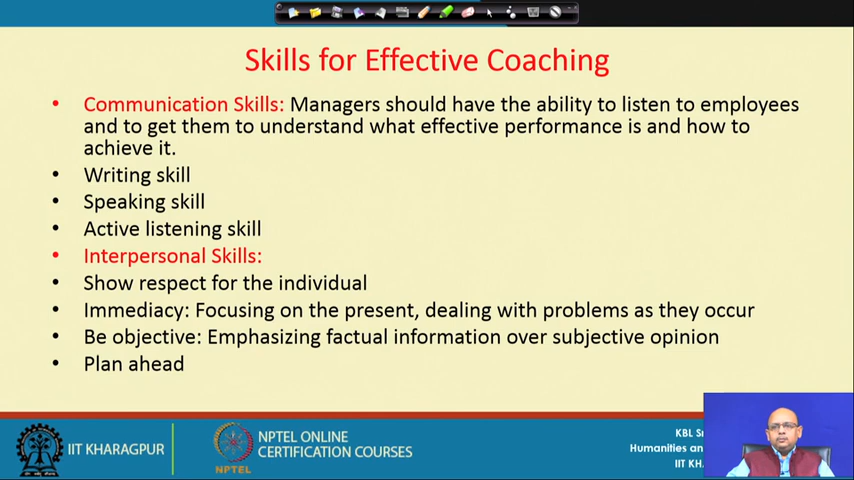 Skills for Effective Coaching
• Communication Skills: Managers should have the ability to listen to employees
and to get them to understand what effective performance is and how to
achieve it.
• Writing skill
• Speaking skill
• Active listening skill
• Interpersonal Skills:
• Show respect for the individual
• Immediacy: Focusing on the present, dealing with problems as they occur
• Be objective: Emphasizing factual information over subjective opinion
• Plan ahead
IIT KHARAGPUR
NPTEL
NPTEL ONLINE
CERTIFICATION COURSES
KBL
Humanities
IIT